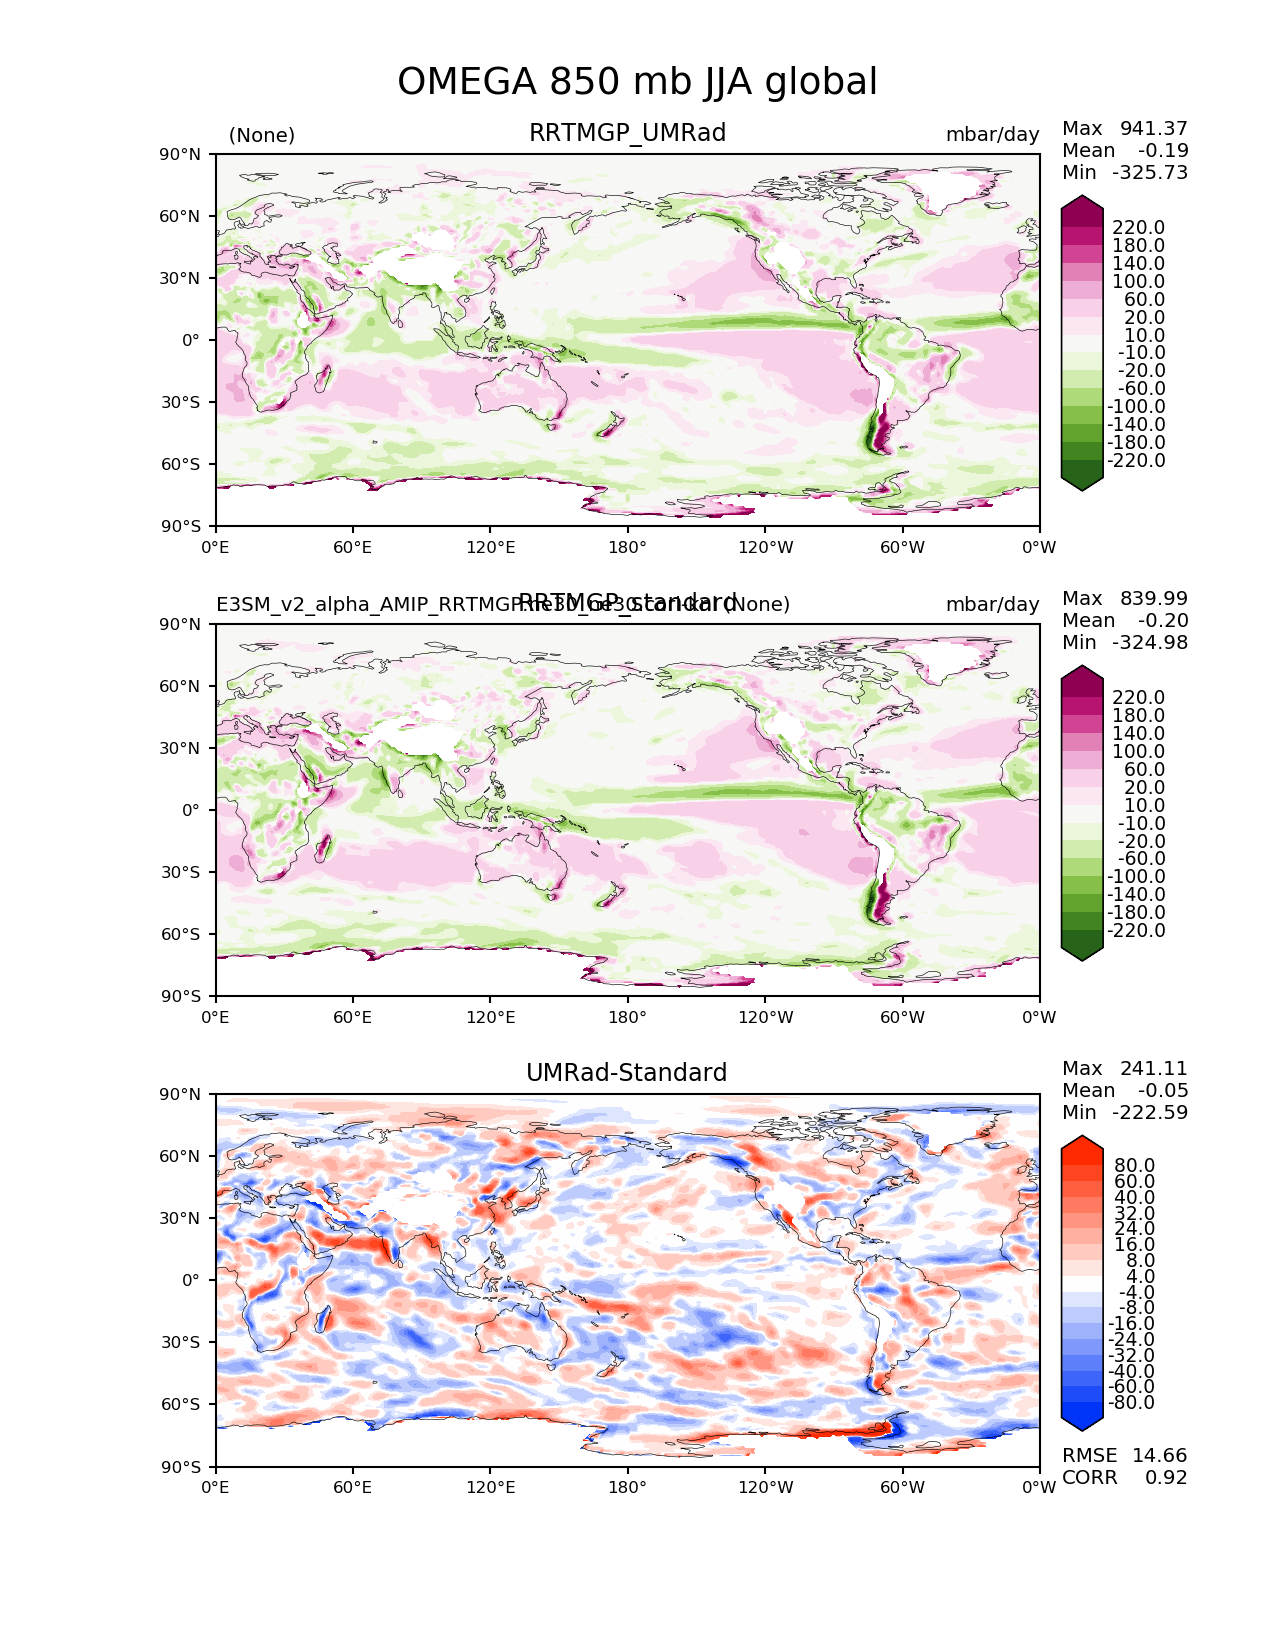 OMEGA 850 mb JJA global
(None) RRTMGP_UMRad mbar/day
Max 941.37
Mean -0.19
Min -325.73
90°N
60°N
30°N
0°
30°S
60°S
90°S
0°E 60°E 120°E 180° 120°W 60°W 0°W
220.0
180.0
140.0
100.0
60.0
20.0
10.0
-10.0
-20.0
-60.0
-100.0
-140.0
-180.0
-220.0
RRTMGP_standard mbar/day
(None)
Max 839.99
Mean -0.20
Min -324.98
90°N
60°N
30°N
0°
30°S
60°S
90°S
0°E 60°E 120°E 180° 120°W 60°W 0°W
220.0
180.0
140.0
100.0
60.0
20.0
10.0
-10.0
-20.0
-60.0
-100.0
-140.0
-180.0
-220.0
UMRad-Standard
Max 241.11
Mean -0.05
Min -222.59
90°N
60°N
30°N
0°
30°S
60°S
90°S
0°E 60°E 120°E 180° 120°W 60°W 0°W
80.0
60.0
40.0
32.0
24.0
16.0
8.0
4.0
-4.0
-8.0
-16.0
-24.0
-32.0
-40.0
-60.0
-80.0
RMSE 14.66
CORR 0.92